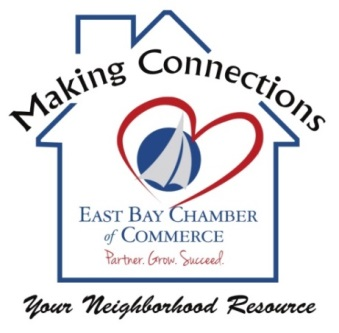 Making Connections
EAST BAY CHAMBER
of COMMERCE
Partner. Grow. Succeed.
Your Neighborhood Resource